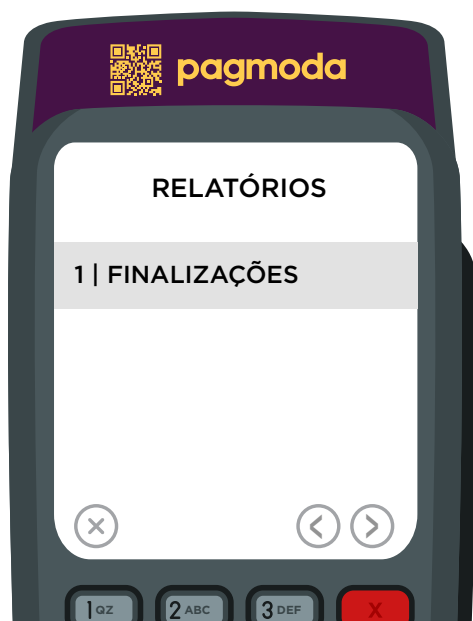 pagmoda
RELATÓRIOS
1 | FINALIZAÇÕES
1 QZ 2 ABC 3 DEF X